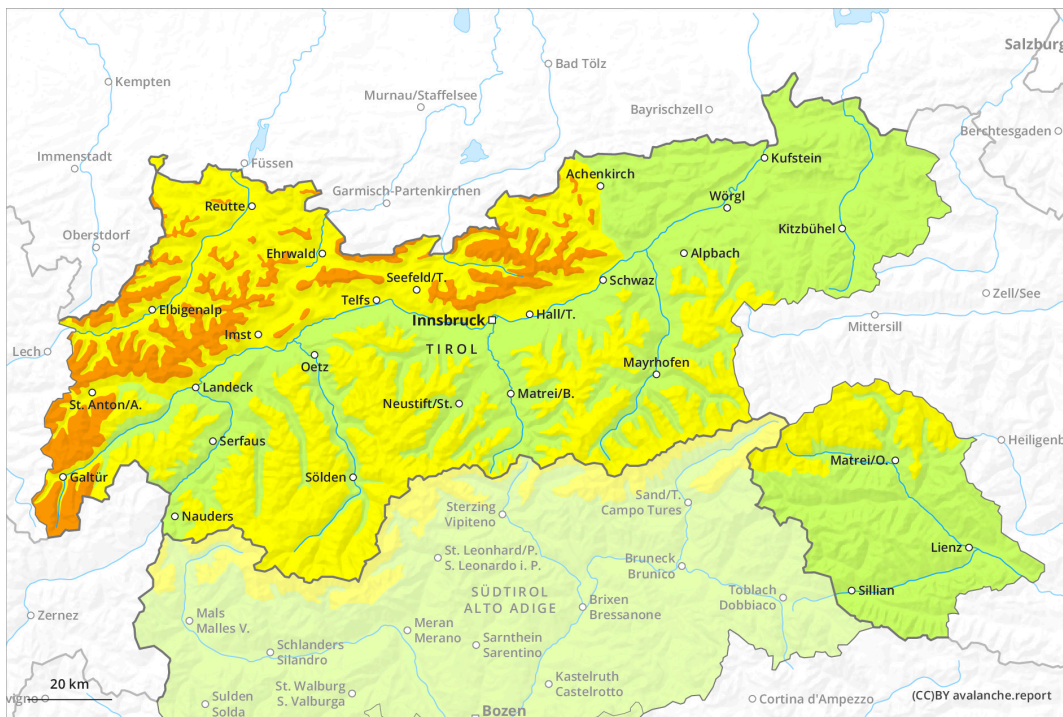 Salzburg
Bad Tölz
Kempten
Murnau/Staffelsee
Bayrischzell
Berchtesgaden
Immenstadt
Füssen
Kufstein
Achenkirch
Garmisch-Partenkirchen
Reutte
Wörgl
Oberstdorf
Kitzbühel
Ehrwald
Alpbach
Seefeld/T.
Schwaz
Zell/See
Telfs
Elbigenalp
Hall/T.
Innsbruck
Mittersill
Imst
Lech
TIROL
Oetz
Mayrhofen
Landeck
St. Anton/A.
Neustift/St.
Matrei/B.
Serfaus
Heiligenb
Matrei/O.
Galtür
Sölden
Sand/T.
Campo Tures
Sterzing
Vipiteno
Nauders
Lienz
St. Leonhard/P.
S. Leonardo i. P.
Bruneck
Brunico
Sillian
SÜDTIROL
ALTO ADIGE
Toblach
Dobbiaco
Brixen
Bressanone
Zernez
Mals
Malles V.
Meran
Merano
Sarnthein
Sarentino
Schlanders
Silandro
Kastelruth
Castelrotto
20 km
St. Walburg
S. Valburga
vigno
Sulden
Solda
Cortina d'Ampezzo
(CC)BY avalanche.report
Bozen